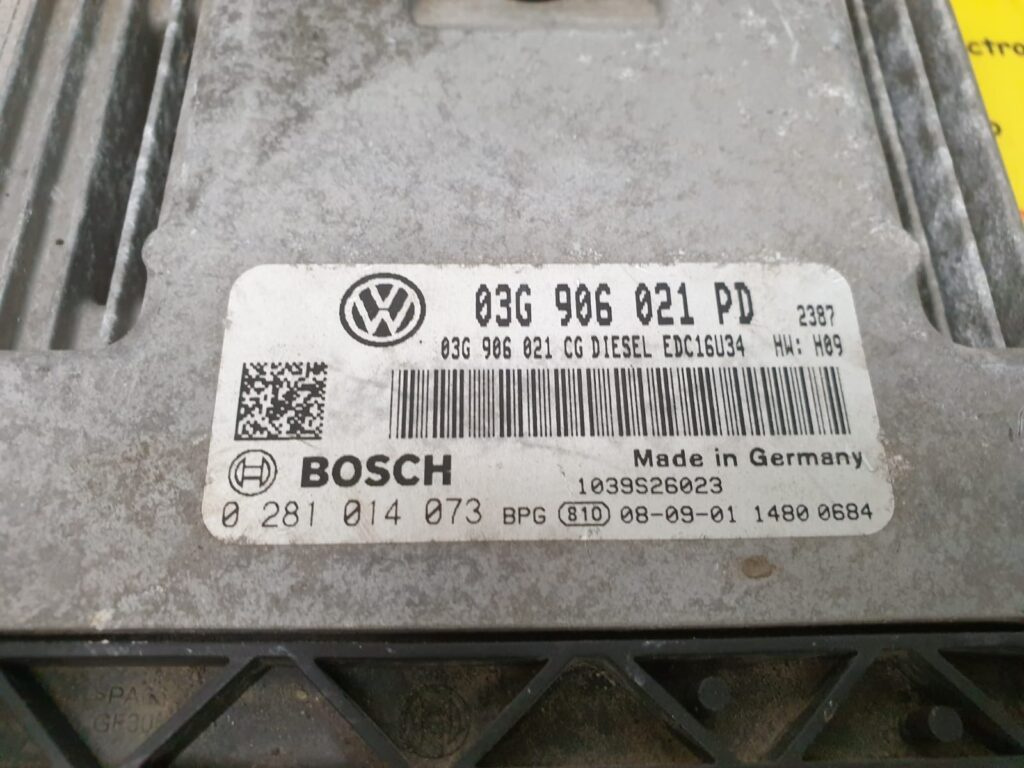 ctro
03G 906 021 PD 2387
03G 906 021 CG DIESEL EDC16U34 HW: H09
BOSCH
Made in Germany
1039S26023
0 281 014 073 BPG 810 08-09-01 1480 0684